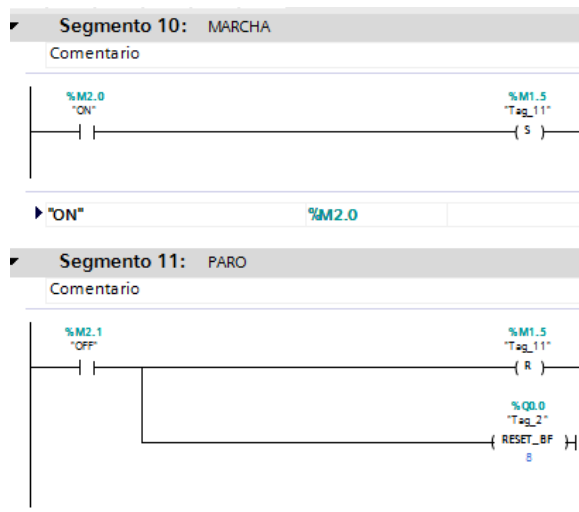 Segmento 10: MARCHA
Comentario
%M2.0 %M1.5
"ON" "Tag_11"
S
"ON" %M2.0
Segmento 11: PARO
Comentario
%M2.1 %M1.5
"OFF" "Tag_11"
R
%Q0.0
"Tag_2"
RESET_BF
8